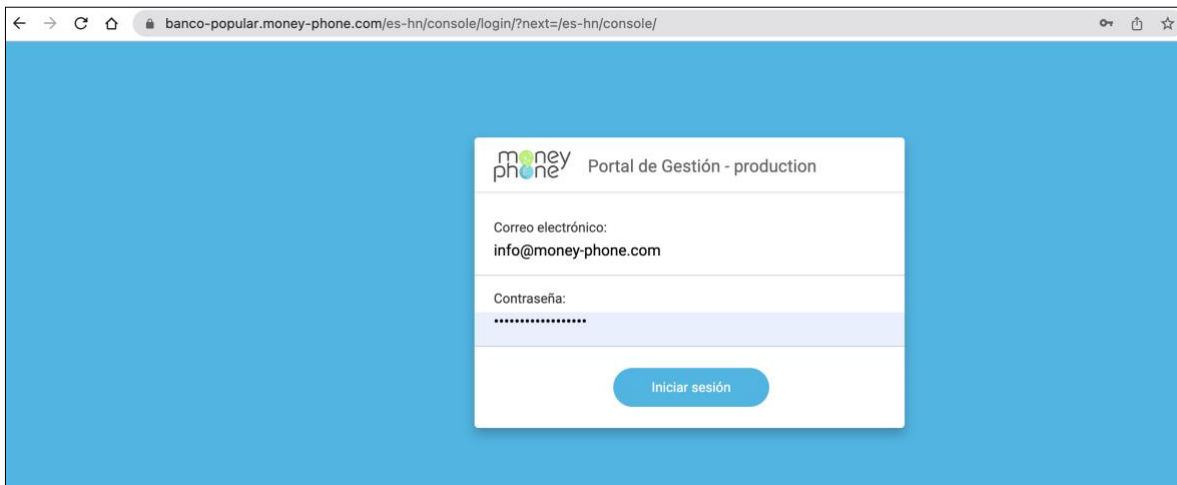 banco-popular.money-phone.com/es-hn/console/login/?next=/es-hn/console/
money
phone
Portal de Gestión - production
Correo electrónico:
info@money-phone.com
Contraseña:
••••••••••••••••••
Iniciar sesión